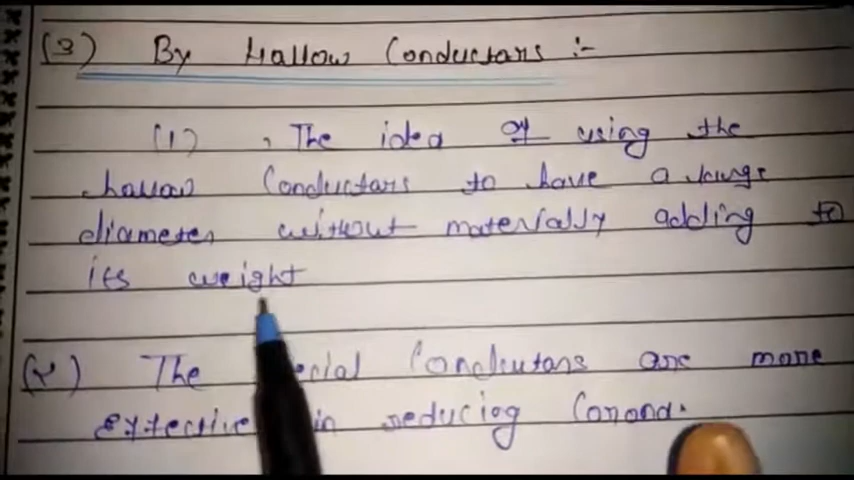 (3) By Hallow Conductors :-
(1) , The idea of using the
hallow Conductors to have a large
diameter without materially adding to
its weight
(2) The Conductors are more
effective in reducing Corona.